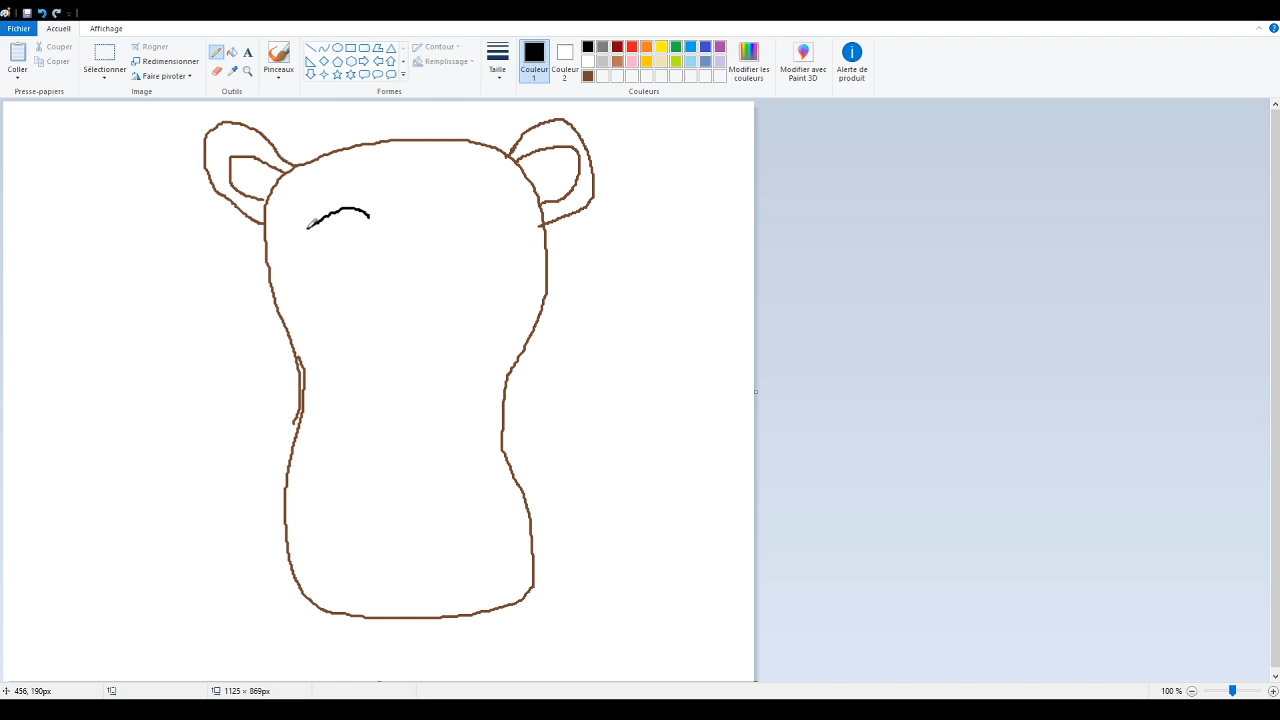 Fichier Accueil Affichage
Coller
Couper
Copier
Presse-papiers
Sélectionner
Rogner
Redimensionner
Faire pivoter
Image
Outils
Pinceaux
Formes
Contour
Remplissage
Taille
Couleur
1
Couleur
2
Couleurs
Modifier les
couleurs
Modifier avec
Paint 3D
Alerte de
produit
456, 190px
1125 × 869px
100 %